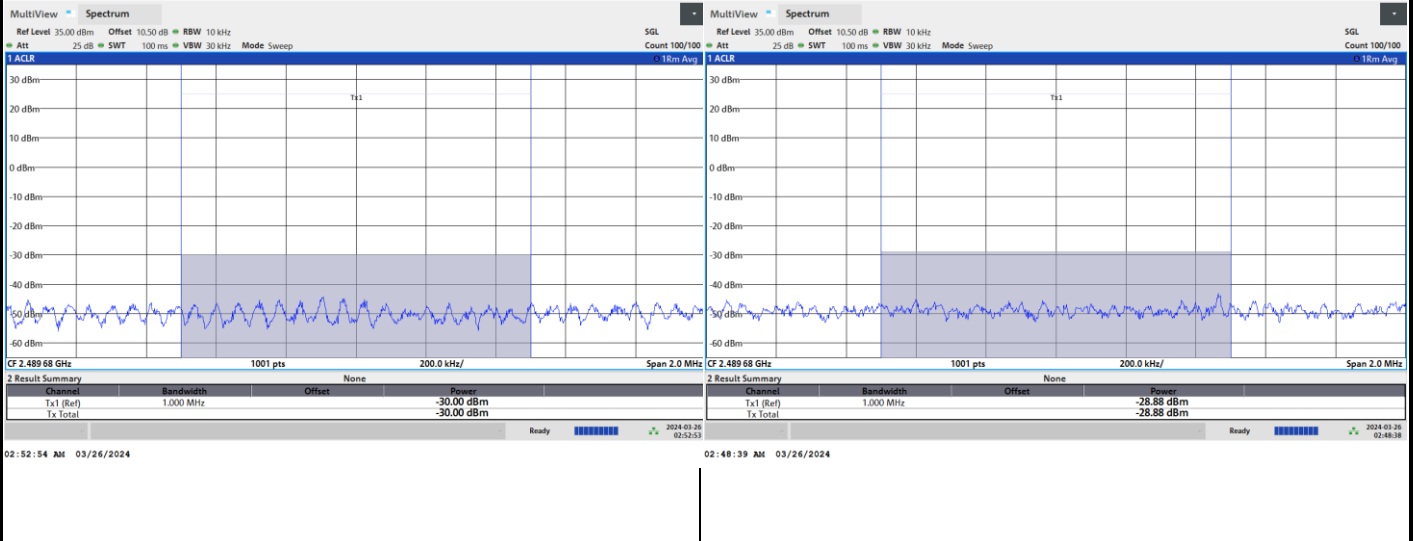 MultiView Spectrum
Ref Level 35.00 dBm Offset 10.50 dB RBW 10 kHz SGL
Att 25 dB SWT 100 ms VBW 30 kHz Mode Sweep Count 100/100
1 ACLR 1Rm Avg
30 dBm
Tx1
20 dBm
10 dBm
0 dBm
-10 dBm
-20 dBm
-30 dBm
-40 dBm
-50 dBm
-60 dBm
CF 2.489 68 GHz 1001 pts 200.0 kHz/ Span 2.0 MHz
2 Result Summary None
Channel Bandwidth Offset Power
Tx1 (Ref) 1.000 MHz -30.00 dBm
Tx Total -30.00 dBm
Ready 2024-03-26
02:52:53
02:52:54 AM 03/26/2024
MultiView Spectrum
Ref Level 35.00 dBm Offset 10.50 dB RBW 10 kHz SGL
Att 25 dB SWT 100 ms VBW 30 kHz Mode Sweep Count 100/100
1 ACLR 1Rm Avg
30 dBm
Tx1
20 dBm
10 dBm
0 dBm
-10 dBm
-20 dBm
-30 dBm
-40 dBm
-50 dBm
-60 dBm
CF 2.489 68 GHz 1001 pts 200.0 kHz/ Span 2.0 MHz
2 Result Summary None
Channel Bandwidth Offset Power
Tx1 (Ref) 1.000 MHz -28.88 dBm
Tx Total -28.88 dBm
Ready 2024-03-26
02:48:38
02:48:39 AM 03/26/2024